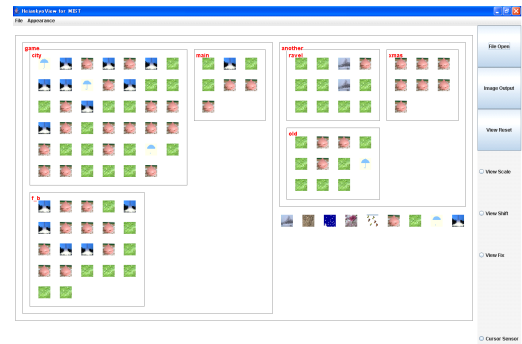 HeiankyoView for MIST
File Appearance
game
city
main
another
ravel
xmas
old
f_b
File Open
Image Output
View Reset
View Scale
View Shift
View Fix
Cursor Sensor